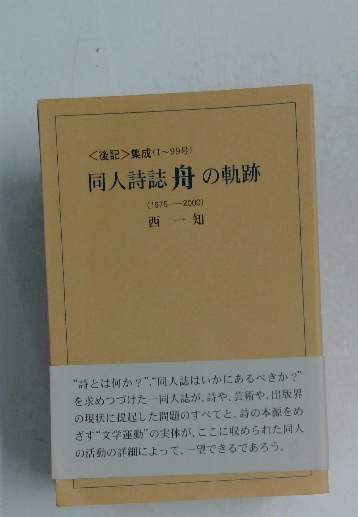 <後記>集成(1〜99号)
同人詩誌 舟 の軌跡
(1975—2000)
西 一 知
“詩とは何か?”,“同人誌はいかにあるべきか?”
を求めつづけた一同人誌が、詩や、芸術や、出版界
の現状に提起した問題のすべてと、詩の本源をめ
ざす“文学運動”の実体が、ここに収められた同人
の活動の詳細によって、一望できるであろう。